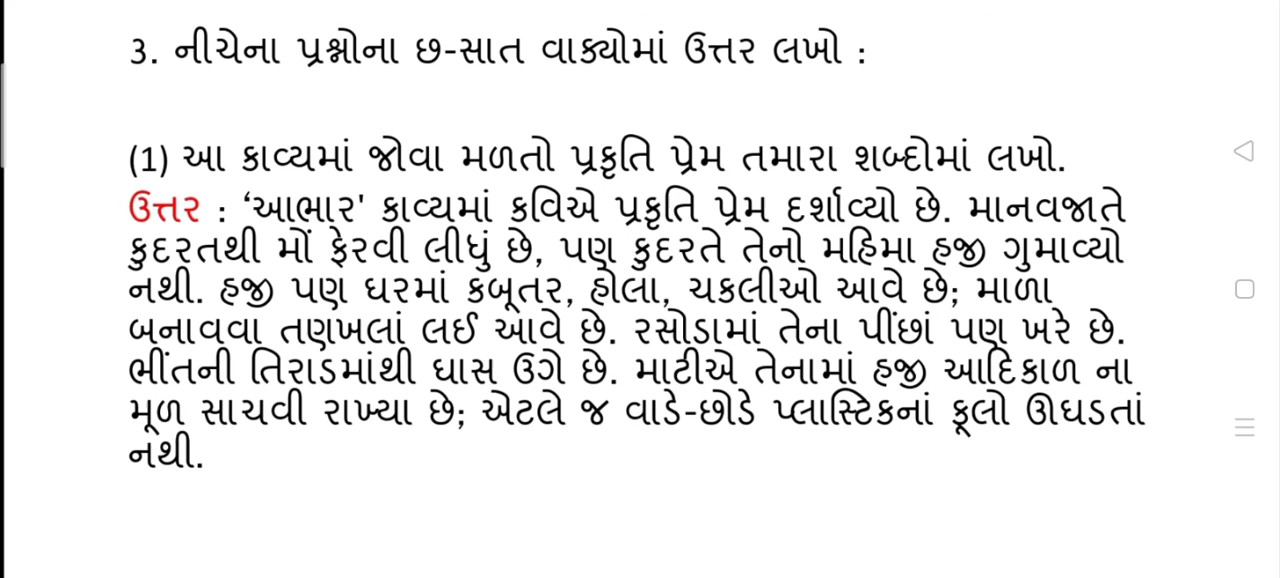 3. નીચેના પ્રશ્નોના છ-સાત વાક્યોમાં ઉત્તર લખો :
(1) આ કાવ્યમાં જોવા મળતો પ્રકૃતિ પ્રેમ તમારા શબ્દોમાં લખો.
ઉત્તર : ‘આભાર' કાવ્યમાં કવિએ પ્રકૃતિ પ્રેમ દર્શાવ્યો છે. માનવજાતે
કુદરતથી મોં ફેરવી લીધું છે, પણ કુદરતે તેનો મહિમા હજી ગુમાવ્યો
નથી. હજી પણ ઘરમાં કબૂતર, હોલા, ચકલીઓ આવે છે; માળા
બનાવવા તણખલાં લઈ આવે છે. રસોડામાં તેના પીંછાં પણ ખરે છે.
ભીંતની તિરાડમાંથી ઘાસ ઉગે છે. માટીએ તેનામાં હજી આદિકાળ ના
મૂળ સાચવી રાખ્યા છે; એટલે જ વાડે-છોડે પ્લાસ્ટિકનાં ફૂલો ઊઘડતાં
નથી.